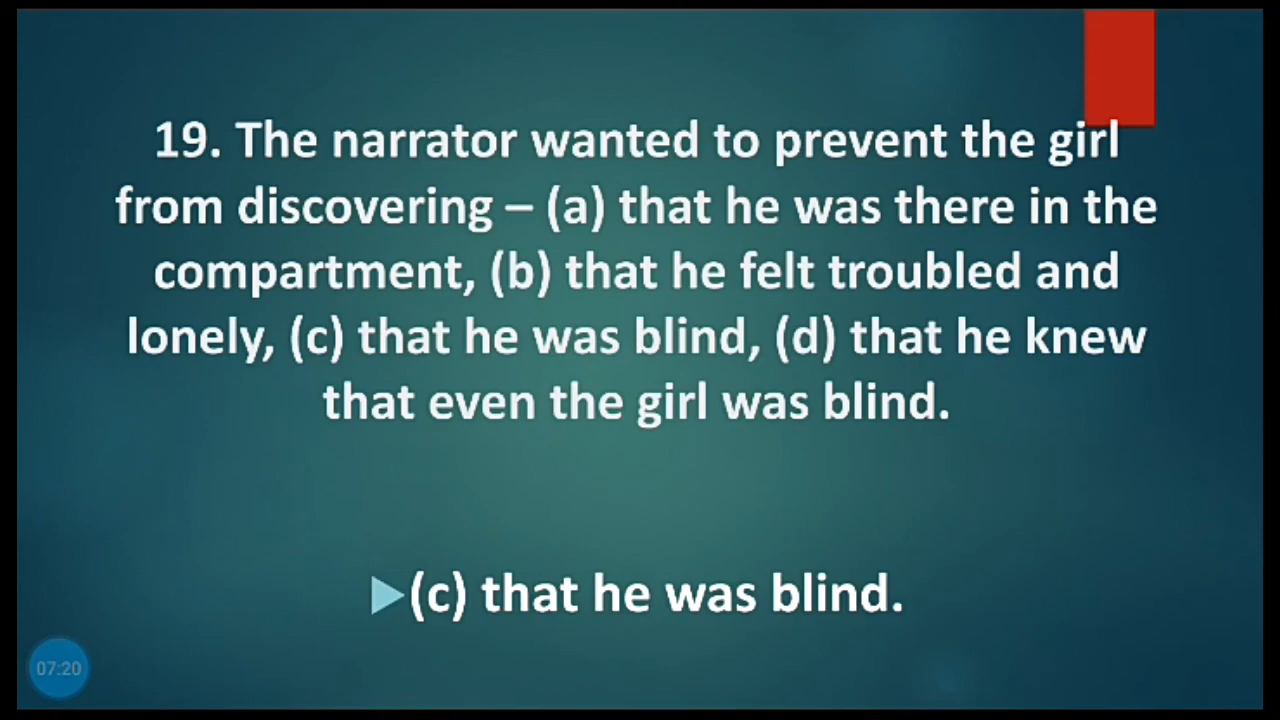 19. The narrator wanted to prevent the girl
from discovering – (a) that he was there in the
compartment, (b) that he felt troubled and
lonely, (c) that he was blind, (d) that he knew
that even the girl was blind.
(c) that he was blind.
07:20